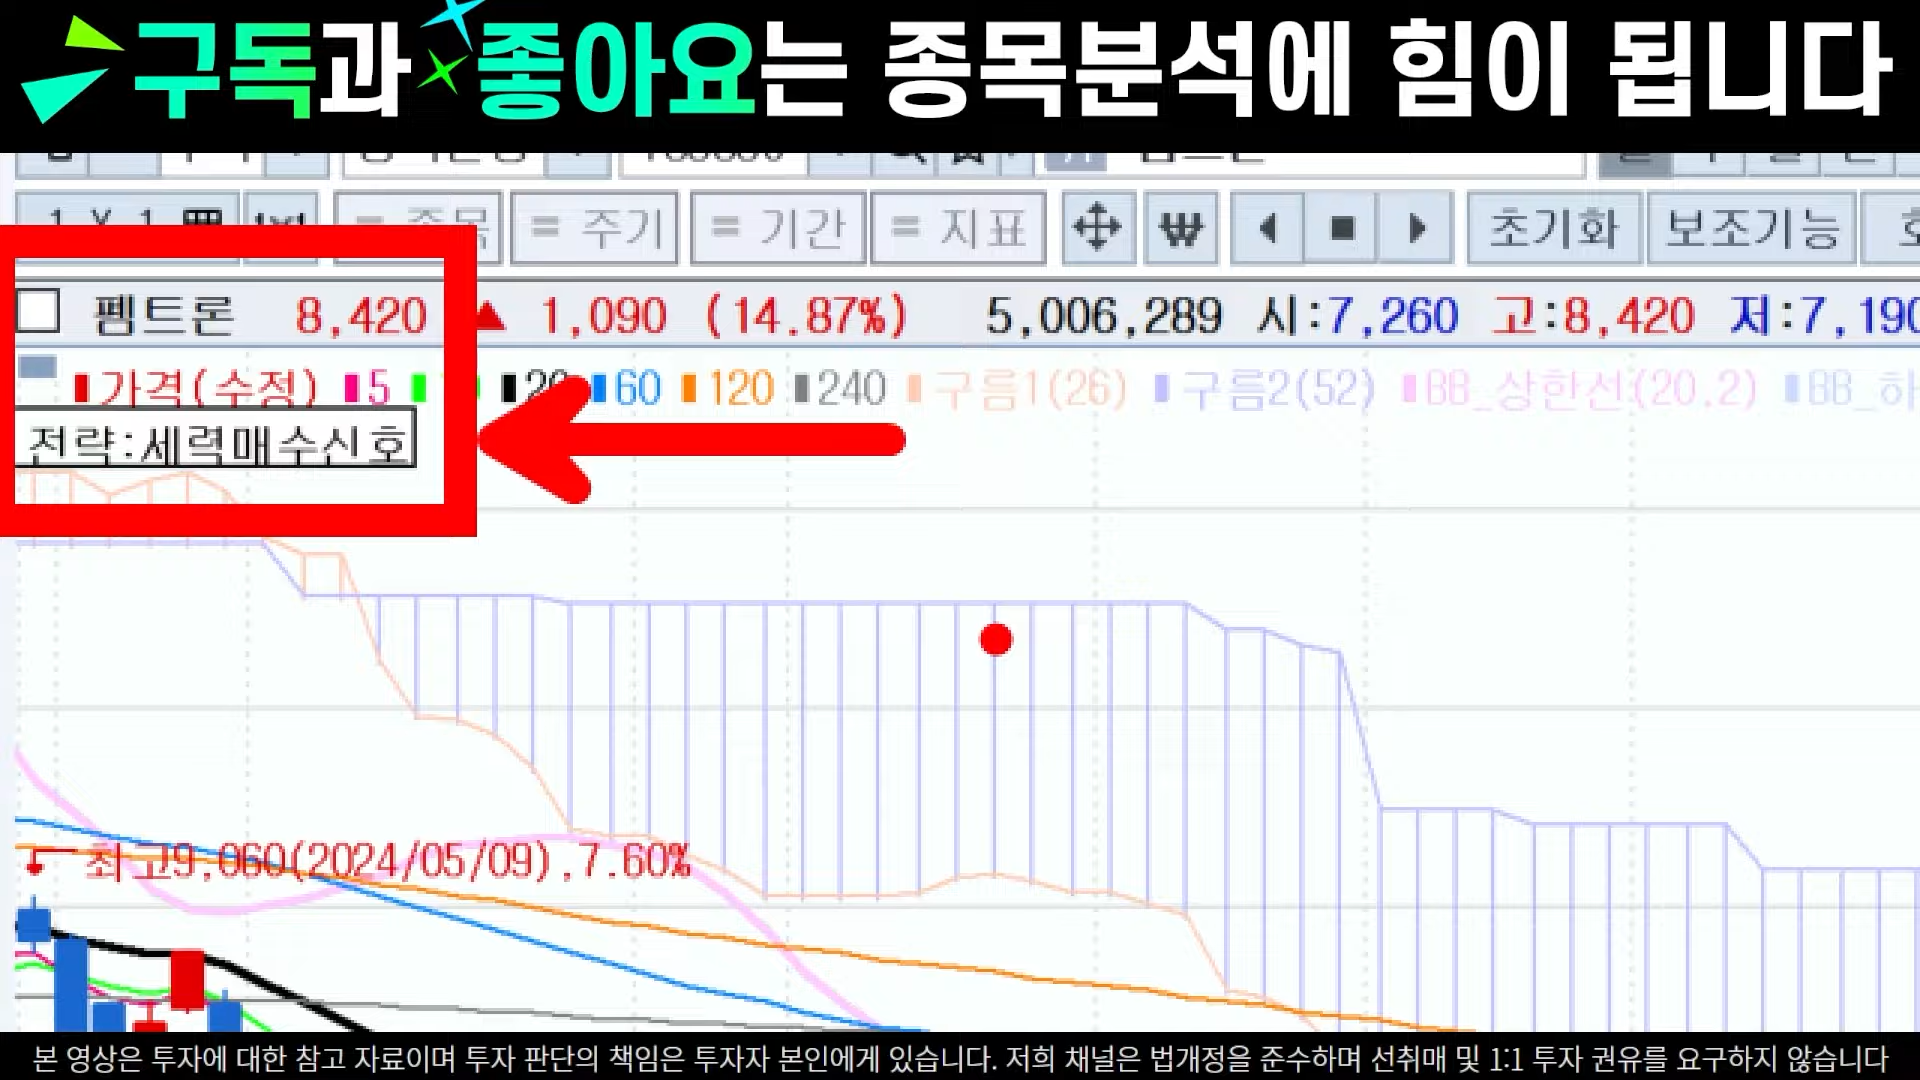 구독과 좋아요는 종목분석에 힘이 됩니다
종목 주기 기간 지표 초기화 보조기능
펨트론 8,420 ▲ 1,090 (14.87%) 5,006,289 시:7,260 고:8,420 저:7,190
가격(수정) 5 20 60 120 240 구름1(26) 구름2(52) BB_상한선(20.2) BB_하
전략:세력매수신호
최고9,060(2024/05/09),7.60%
본 영상은 투자에 대한 참고 자료이며 투자 판단의 책임은 투자자 본인에게 있습니다. 저희 채널은 법개정을 준수하며 선취매 및 1:1 투자 권유를 요구하지 않습니다